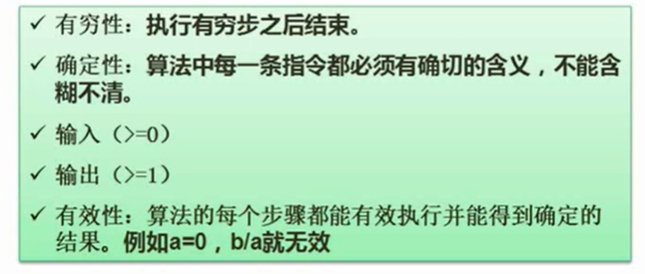 ✓ 有穷性：执行有穷步之后结束。
✓ 确定性：算法中每一条指令都必须有确切的含义，不能含
糊不清。
✓ 输入（>=0）
✓ 输出（>=1）
✓ 有效性：算法的每个步骤都能有效执行并能得到确定的
结果。例如a=0，b/a就无效